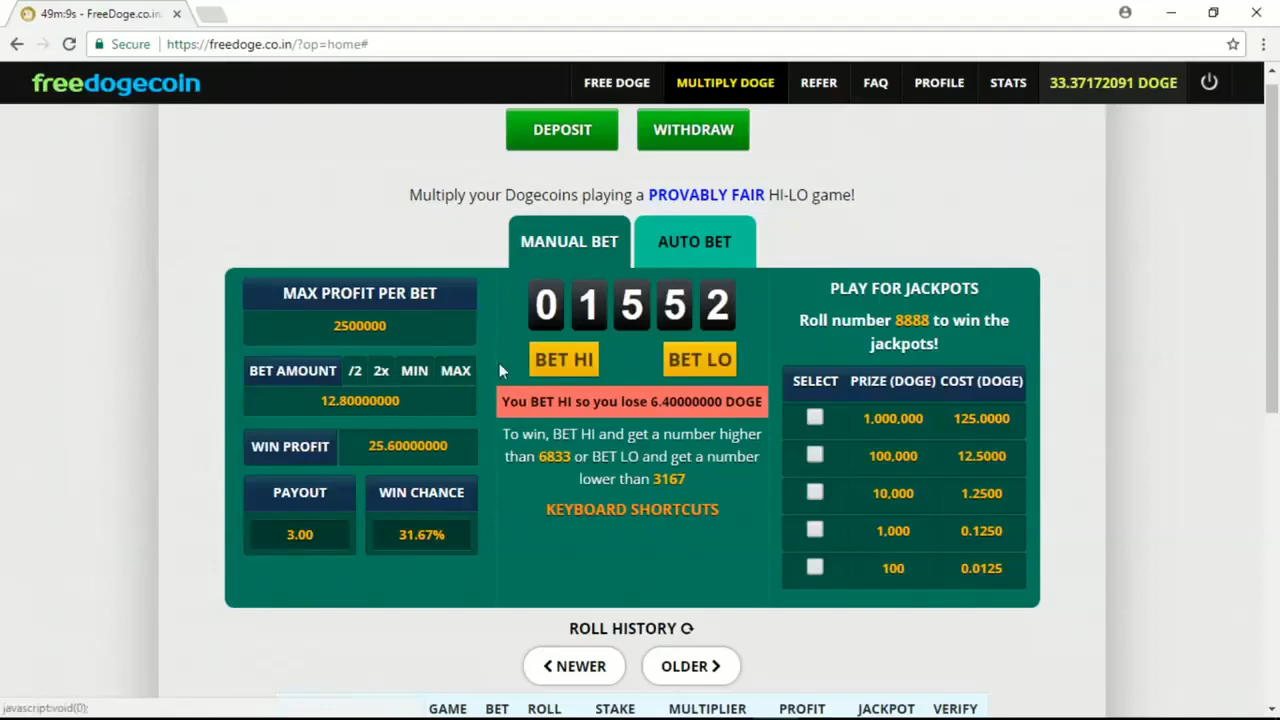 49m:9s - FreeDoge.co.in
Secure https://freedoge.co.in/?op=home#
freedogecoin FREE DOGE MULTIPLY DOGE REFER FAQ PROFILE STATS 33.37172091 DOGE
DEPOSIT WITHDRAW
Multiply your Dogecoins playing a PROVABLY FAIR HI-LO game!
MANUAL BET AUTO BET
MAX PROFIT PER BET
2500000
BET AMOUNT /2 2x MIN MAX
12.80000000
WIN PROFIT 25.60000000
PAYOUT WIN CHANCE
3.00 31.67%
0 1 5 5 2
BET HI BET LO
You BET HI so you lose 6.40000000 DOGE
To win, BET HI and get a number higher
than 6833 or BET LO and get a number
lower than 3167
KEYBOARD SHORTCUTS
PLAY FOR JACKPOTS
Roll number 8888 to win the
jackpots!
SELECT PRIZE (DOGE) COST (DOGE)
1,000,000 125.0000
100,000 12.5000
10,000 1.2500
1,000 0.1250
100 0.0125
ROLL HISTORY
NEWER OLDER
GAME BET ROLL STAKE MULTIPLIER PROFIT JACKPOT VERIFY
javascript:void(0);